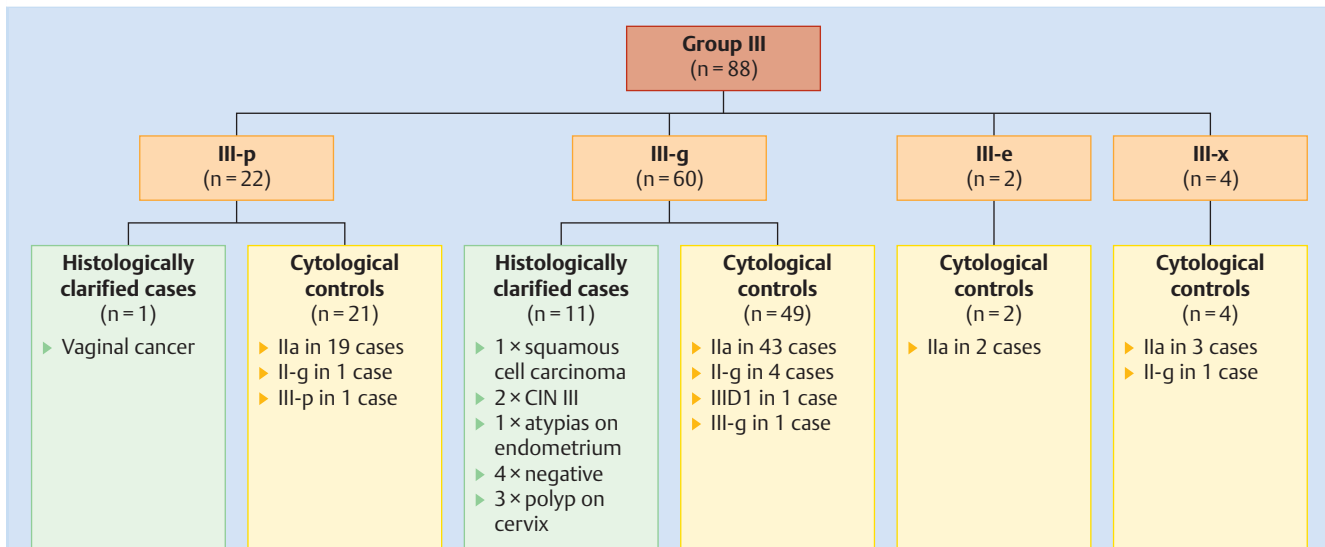 Group III
(n = 88)
III-p
(n = 22)
III-g
(n = 60)
III-e
(n = 2)
III-x
(n = 4)
Histologically
clarified cases
(n = 1)
▶ Vaginal cancer
Cytological
controls
(n = 21)
▶ IIa in 19 cases
▶ II-g in 1 case
▶ III-p in 1 case
Histologically
clarified cases
(n = 11)
▶ 1 × squamous
cell carcinoma
▶ 2 × CIN III
▶ 1 × atypias on
endometrium
▶ 4 × negative
▶ 3 × polyp on
cervix
Cytological
controls
(n = 49)
▶ IIa in 43 cases
▶ II-g in 4 cases
▶ IIID1 in 1 case
▶ III-g in 1 case
Cytological
controls
(n = 2)
▶ IIa in 2 cases
Cytological
controls
(n = 4)
▶ IIa in 3 cases
▶ II-g in 1 case